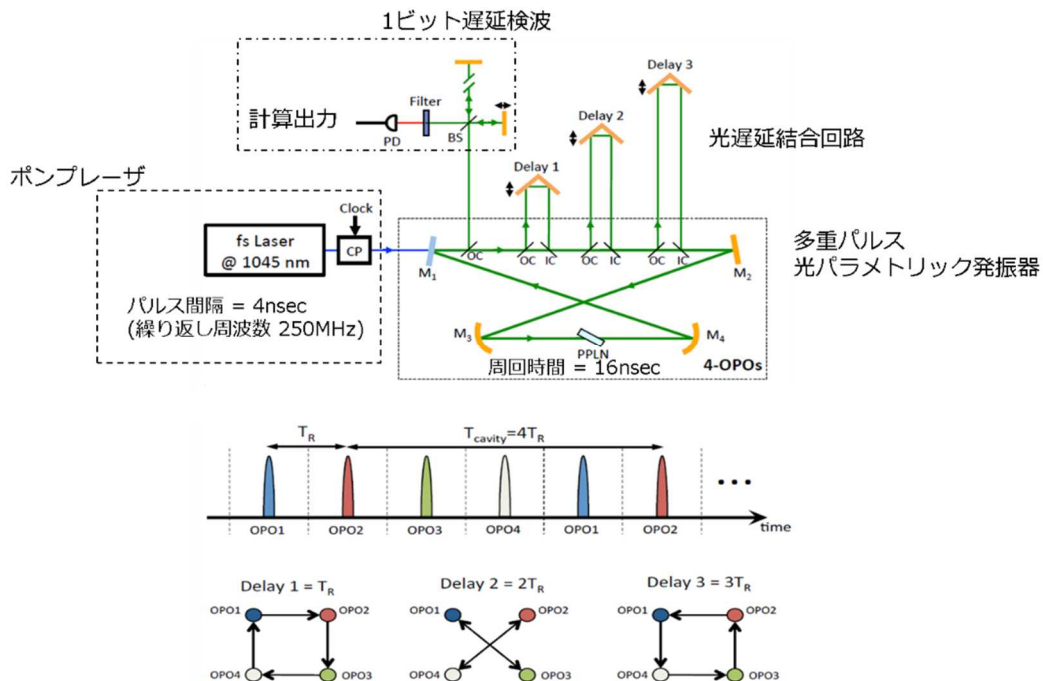 1ビット遅延検波
Delay 3
Filter
計算出力
PD
BS
Delay 2
光遅延結合回路
Delay 1
ポンプレーザ
Clock
fs Laser
@ 1045 nm
CP
M1
OC
OC
IC
OC
IC
OC
IC
M2
多重パルス
光パラメトリック発振器
パルス間隔 = 4nsec
(繰り返し周波数 250MHz)
M3
M4
PPLN
周回時間 = 16nsec
4-OPOs
TR
Tcavity=4TR
OPO1
OPO2
OPO3
OPO4
OPO1
OPO2
time
Delay 1 = TR
Delay 2 = 2TR
Delay 3 = 3TR
OPO1
OPO2
OPO1
OPO2
OPO1
OPO2
OPO4
OPO3
OPO4
OPO3
OPO4
OPO3